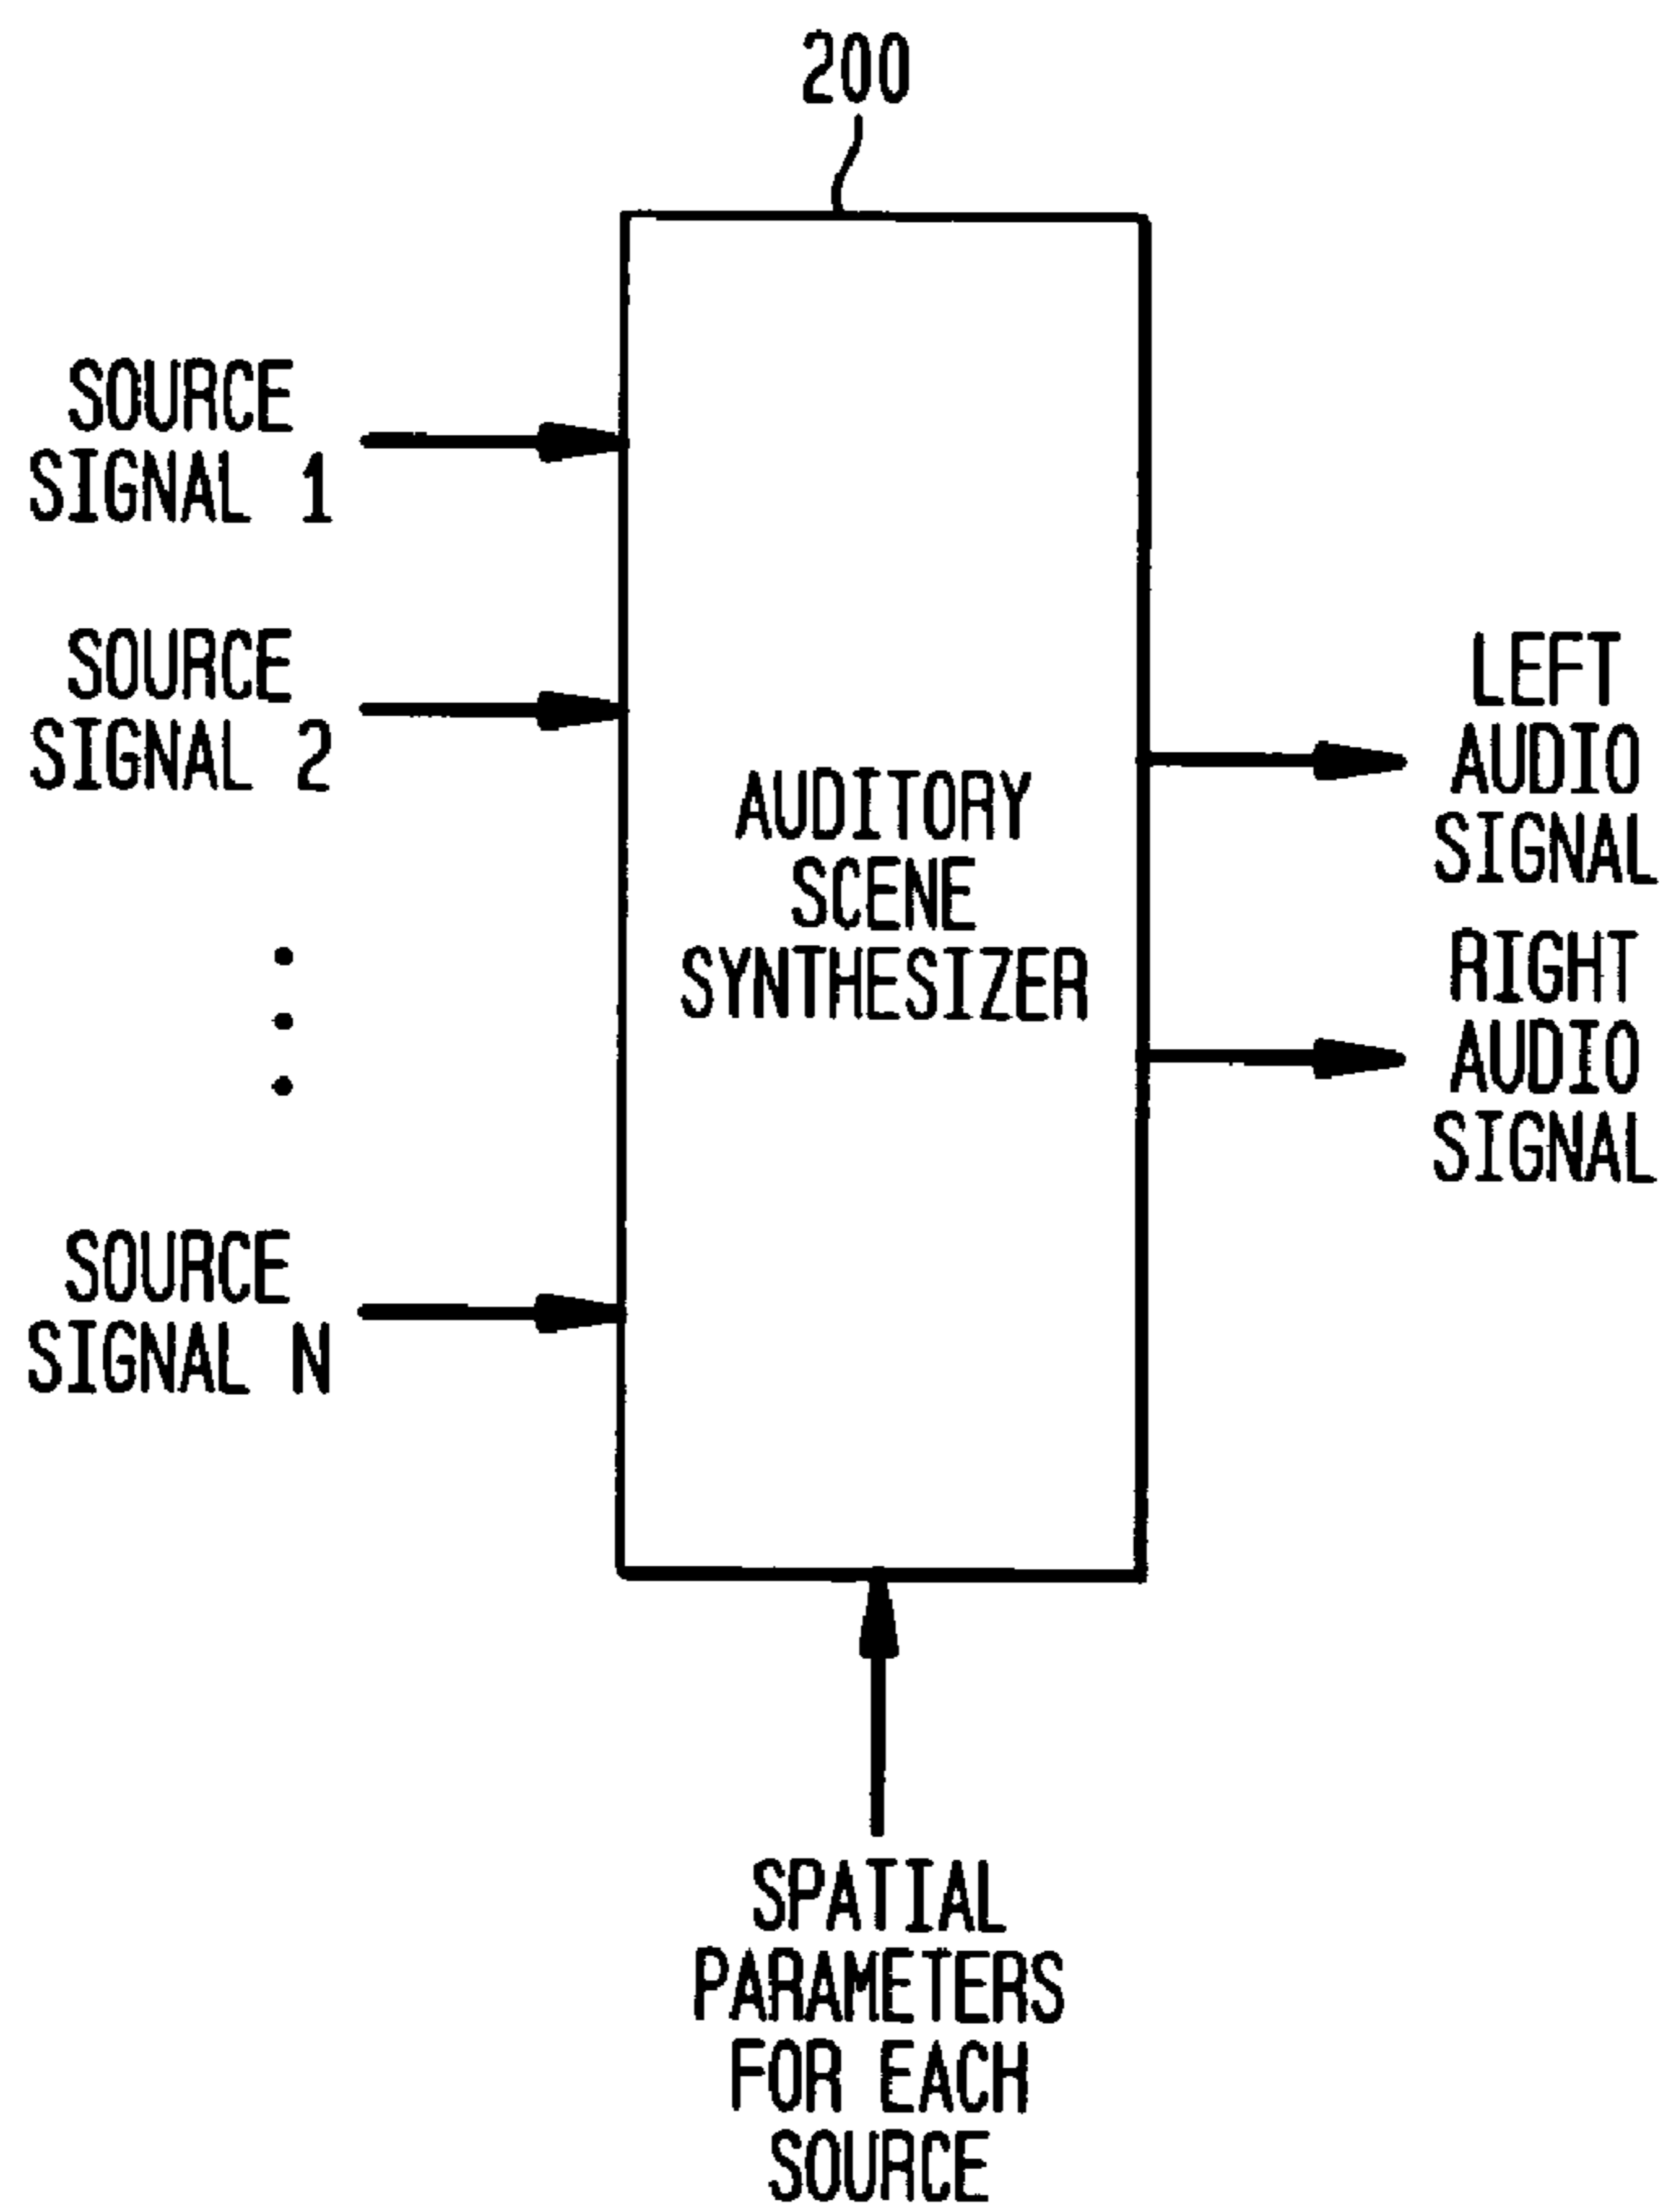 200
SOURCE
SIGNAL 1
SOURCE
SIGNAL 2
SOURCE
SIGNAL N
AUDITORY
SCENE
SYNTHESIZER
LEFT
AUDIO
SIGNAL
RIGHT
AUDIO
SIGNAL
SPATIAL
PARAMETERS
FOR EACH
SOURCE